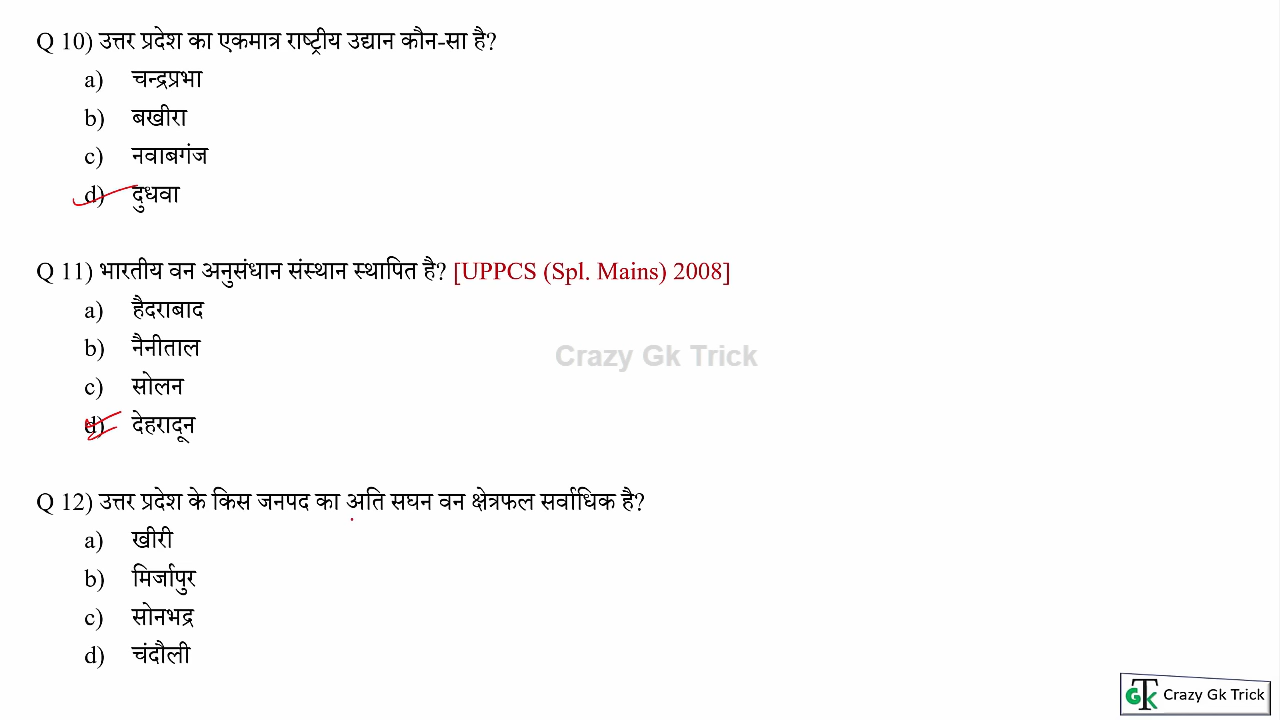 Q 10) उत्तर प्रदेश का एकमात्र राष्ट्रीय उद्यान कौन-सा है?
a) चन्द्रप्रभा
b) बखीरा
c) नवाबगंज
d) दुधवा
Q 11) भारतीय वन अनुसंधान संस्थान स्थापित है? [UPPCS (Spl. Mains) 2008]
a) हैदराबाद
b) नैनीताल
Crazy Gk Trick
c) सोलन
d) देहरादून
Q 12) उत्तर प्रदेश के किस जनपद का अति सघन वन क्षेत्रफल सर्वाधिक है?
a) खीरी
b) मिर्जापुर
c) सोनभद्र
d) चंदौली
GTK Crazy Gk Trick